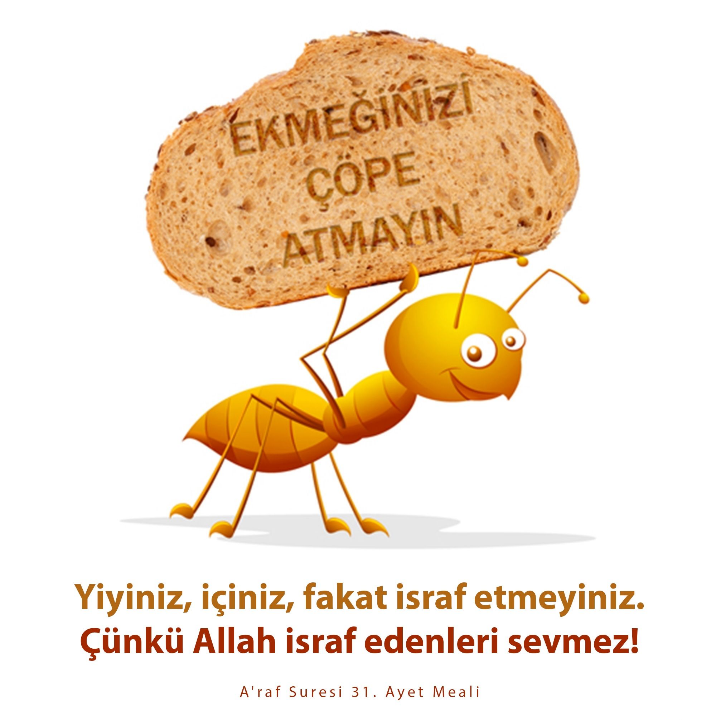 EKMEĞİNİZİ
ÇÖPE
ATMAYIN
Yiyiniz, içiniz, fakat israf etmeyiniz.
Çünkü Allah israf edenleri sevmez!
A'raf Suresi 31. Ayet Meali